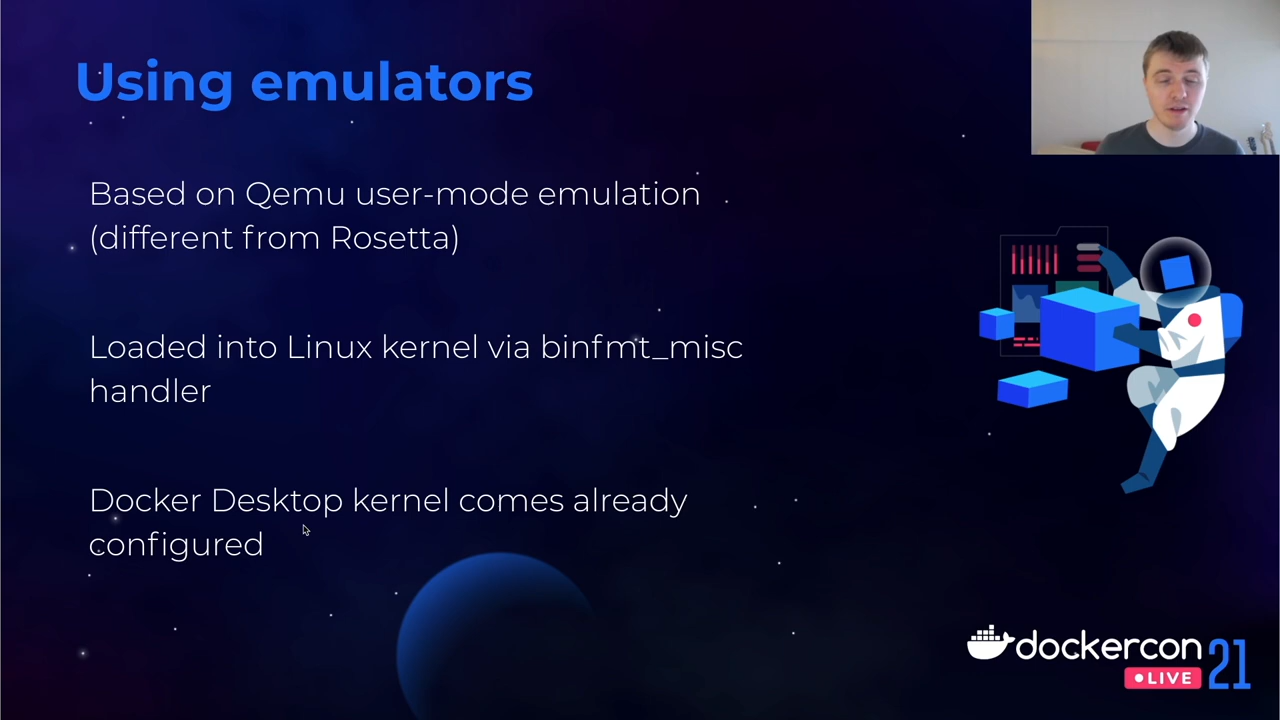 Using emulators
Based on Qemu user-mode emulation
(different from Rosetta)
Loaded into Linux kernel via binfmt_misc
handler
Docker Desktop kernel comes already
configured
dockercon
LIVE
21